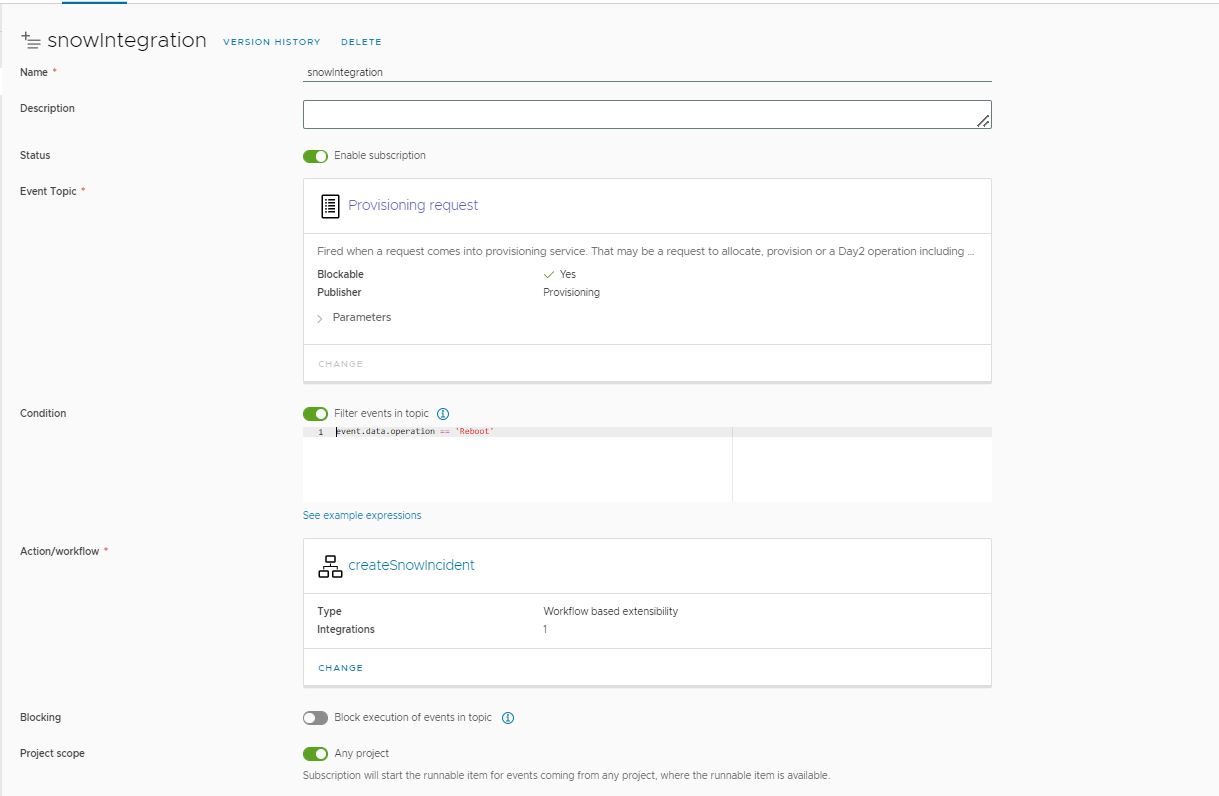 snowIntegration VERSION HISTORY DELETE
Name * snowIntegration
Description
Status Enable subscription
Event Topic * Provisioning request
Fired when a request comes into provisioning service. That may be a request to allocate, provision or a Day2 operation including ...
Blockable Yes
Publisher Provisioning
Parameters
CHANGE
Condition Filter events in topic
1 event.data.operation == 'Reboot'
See example expressions
Action/workflow * createSnowIncident
Type Workflow based extensibility
Integrations 1
CHANGE
Blocking Block execution of events in topic
Project scope Any project
Subscription will start the runnable item for events coming from any project, where the runnable item is available.